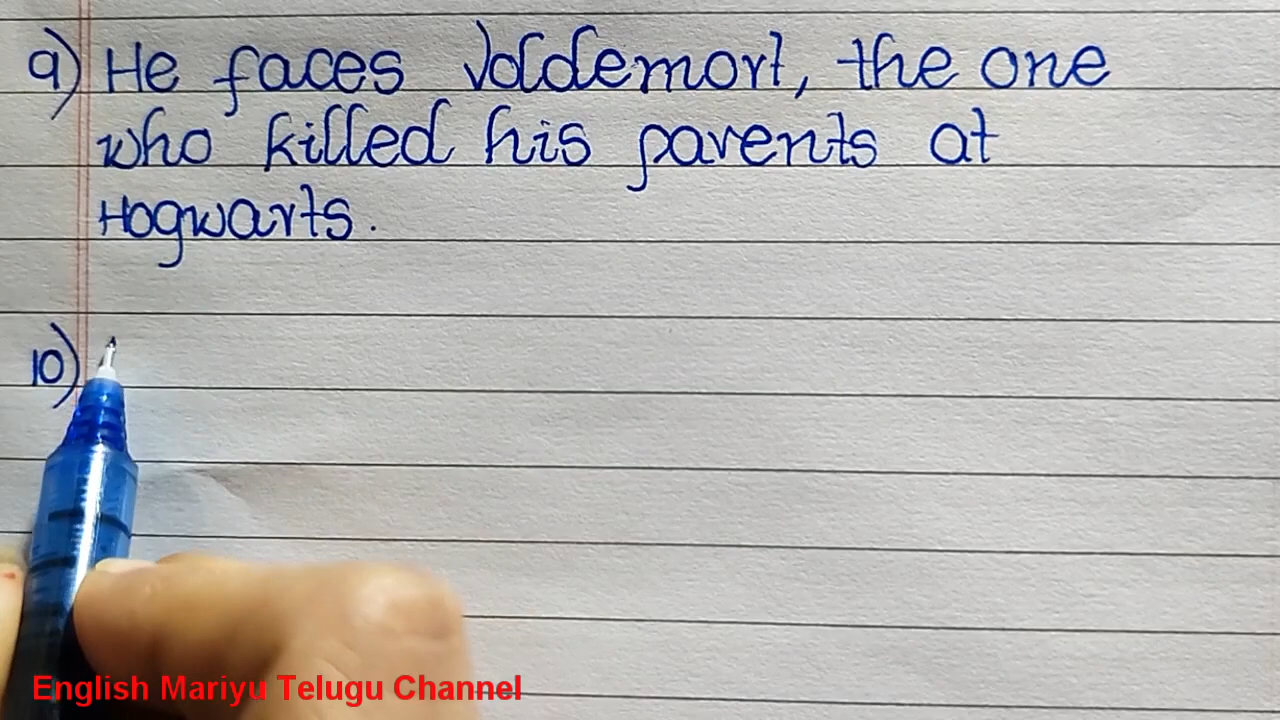 9) He faces Voldemort, the one
who killed his parents at
Hogwarts.
10)
English Mariyu Telugu Channel